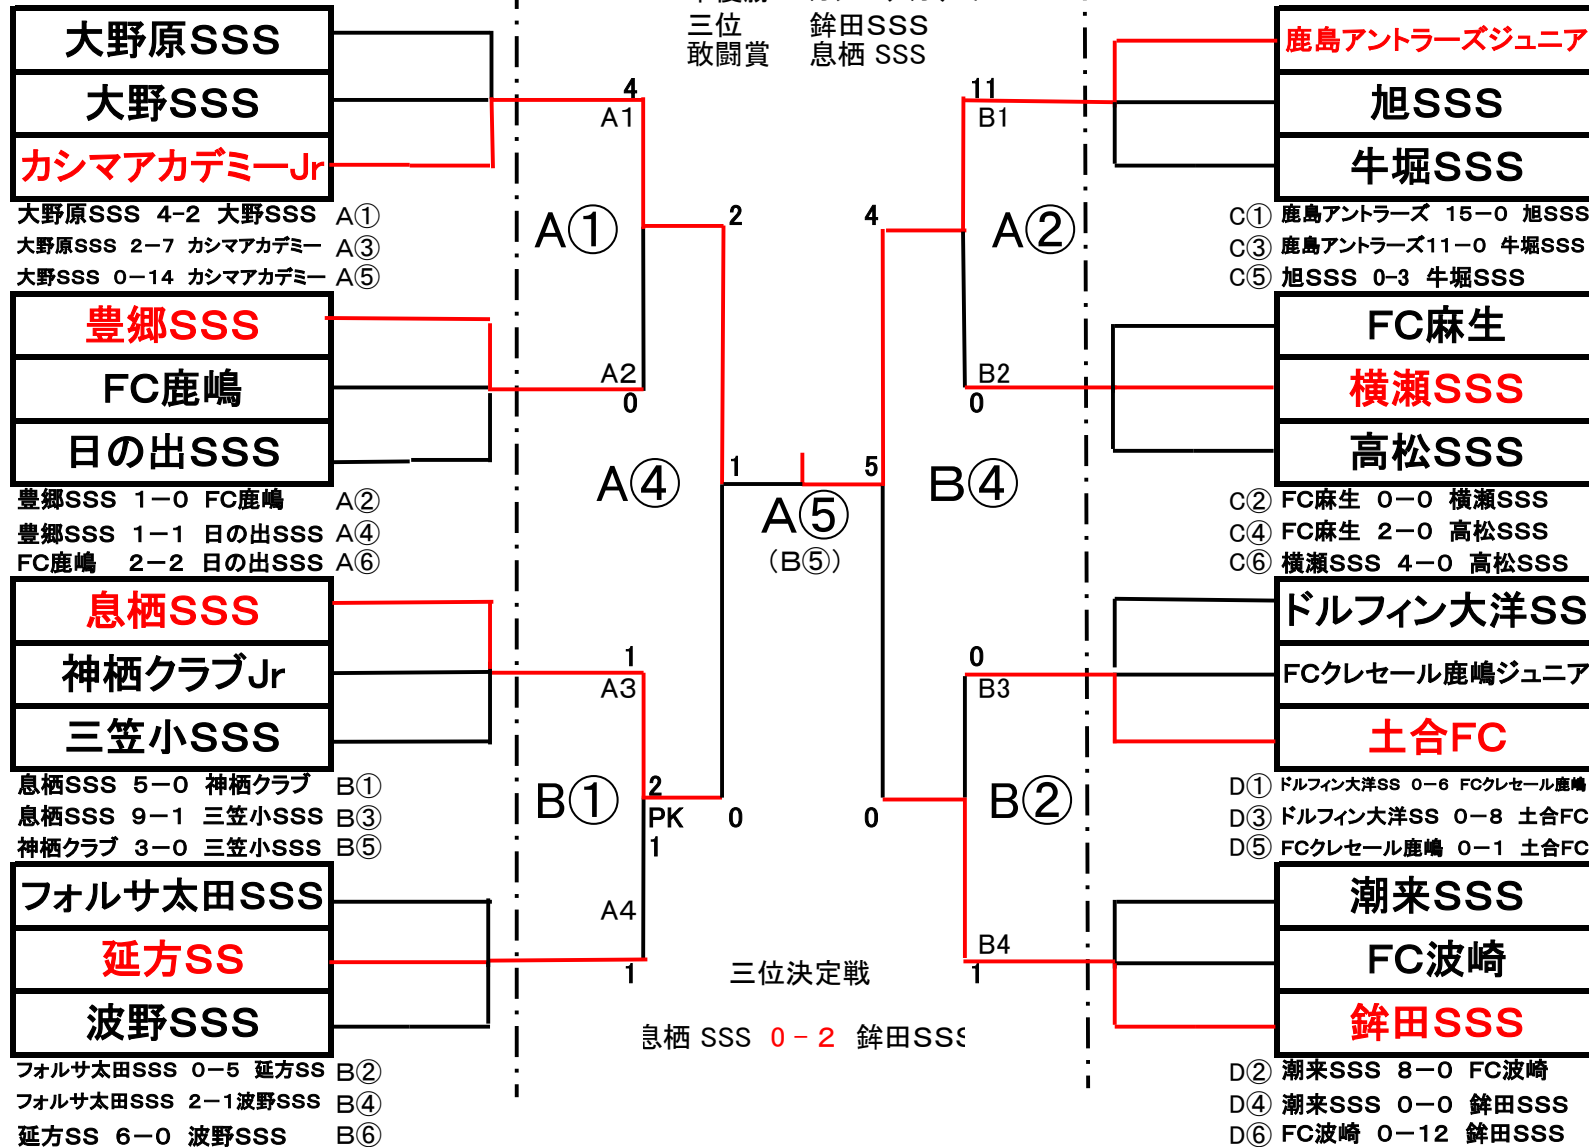 三位 鉾田SSS
敢闘賞 息栖 SSS
大野原SSS
大野SSS
カシマアカデミーJr
大野原SSS 4-2 大野SSS A①
大野原SSS 2-7 カシマアカデミー A③
大野SSS 0-14 カシマアカデミー A⑤
豊郷SSS
FC鹿嶋
日の出SSS
豊郷SSS 1-0 FC鹿嶋 A②
豊郷SSS 1-1 日の出SSS A④
FC鹿嶋 2-2 日の出SSS A⑥
息栖SSS
神栖クラブJr
三笠小SSS
息栖SSS 5-0 神栖クラブ B①
息栖SSS 9-1 三笠小SSS B③
神栖クラブ 3-0 三笠小SSS B⑤
フォルサ太田SSS
延方SS
波野SSS
フォルサ太田SSS 0-5 延方SS B②
フォルサ太田SSS 2-1波野SSS B④
延方SS 6-0 波野SSS B⑥
4
A1
A①
2
A2
0
A④
1
1
A3
B①
2
PK
1
0
A4
1
A⑤
(B⑤)
三位決定戦
息栖 SSS 0-2 鉾田SSS
11
B1
4
A②
B2
0
5
B④
0
B3
B②
0
B4
1
鹿島アントラーズジュニア
旭SSS
牛堀SSS
C① 鹿島アントラーズ 15-0 旭SSS
C③ 鹿島アントラーズ11-0 牛堀SSS
C⑤ 旭SSS 0-3 牛堀SSS
FC麻生
横瀬SSS
高松SSS
C② FC麻生 0-0 横瀬SSS
C④ FC麻生 2-0 高松SSS
C⑥ 横瀬SSS 4-0 高松SSS
ドルフィン大洋SS
FCクレセール鹿嶋ジュニア
土合FC
D① ドルフィン大洋SS 0-6 FCクレセール鹿嶋
D③ ドルフィン大洋SS 0-8 土合FC
D⑤ FCクレセール鹿嶋 0-1 土合FC
潮来SSS
FC波崎
鉾田SSS
D② 潮来SSS 8-0 FC波崎
D④ 潮来SSS 0-0 鉾田SSS
D⑥ FC波崎 0-12 鉾田SSS